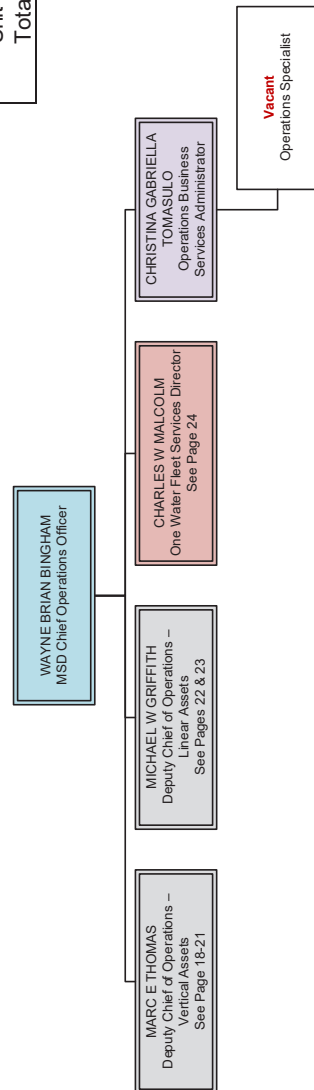 Tota
WAYNE BRIAN BINGHAM
MSD Chief Operations Officer
MARC E THOMAS
Deputy Chief of Operations –
Vertical Assets
See Page 18-21
MICHAEL W GRIFFITH
Deputy Chief of Operations –
Linear Assets
See Pages 22 & 23
CHARLES W MALCOLM
One Water Fleet Services Director
See Page 24
CHRISTINA GABRIELLA
TOMASULO
Operations Business
Services Administrator
Vacant
Operations Specialist